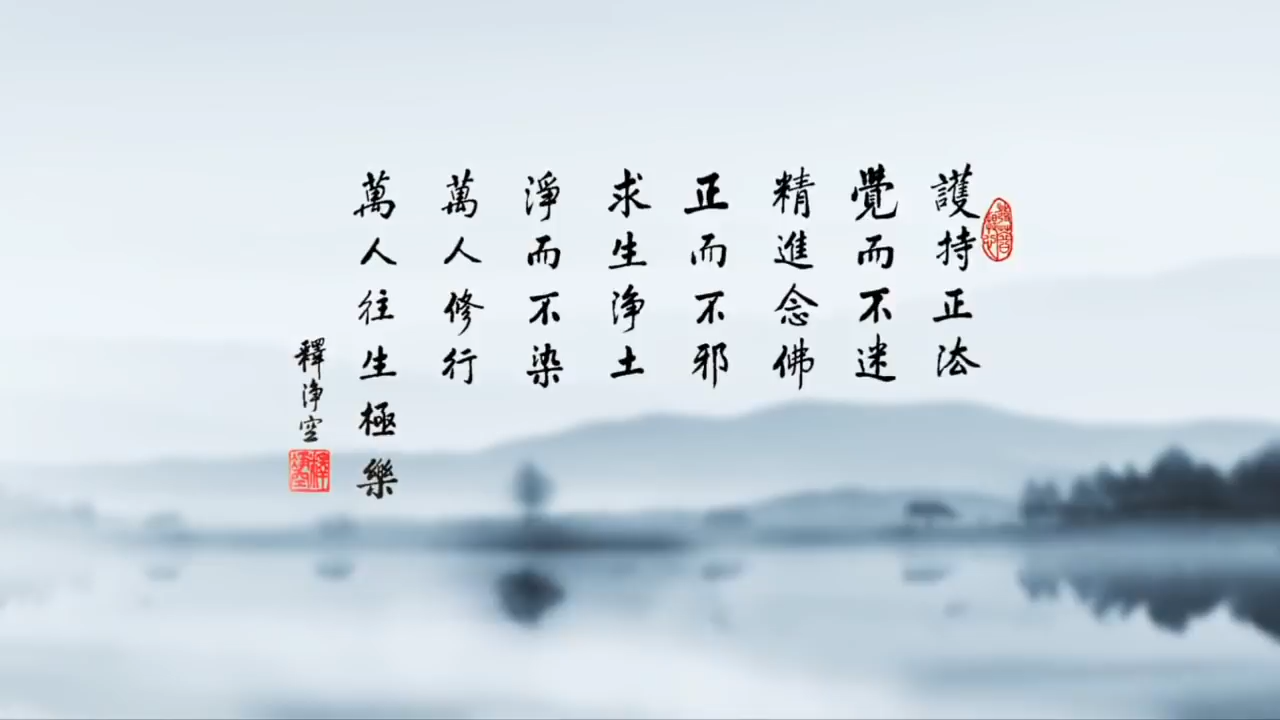 護持正法
覺而不迷
精進念佛
正而不邪
求生淨土
淨而不染
萬人修行
萬人往生極樂
釋淨空